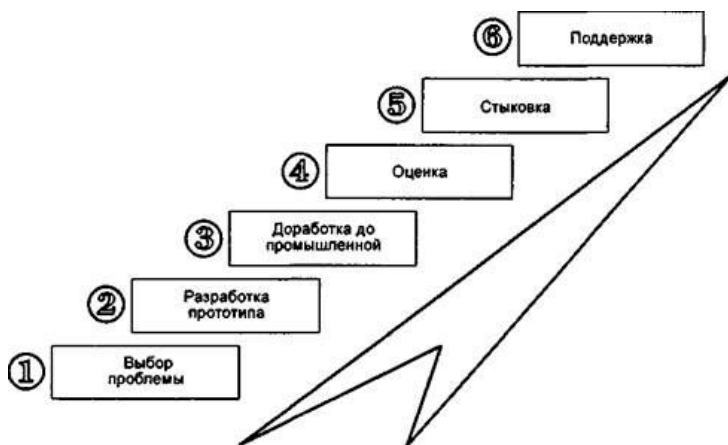 ⑥ Поддержка
⑤ Стыковка
④ Оценка
③ Доработка до
промышленной
② Разработка
прототипа
① Выбор
проблемы